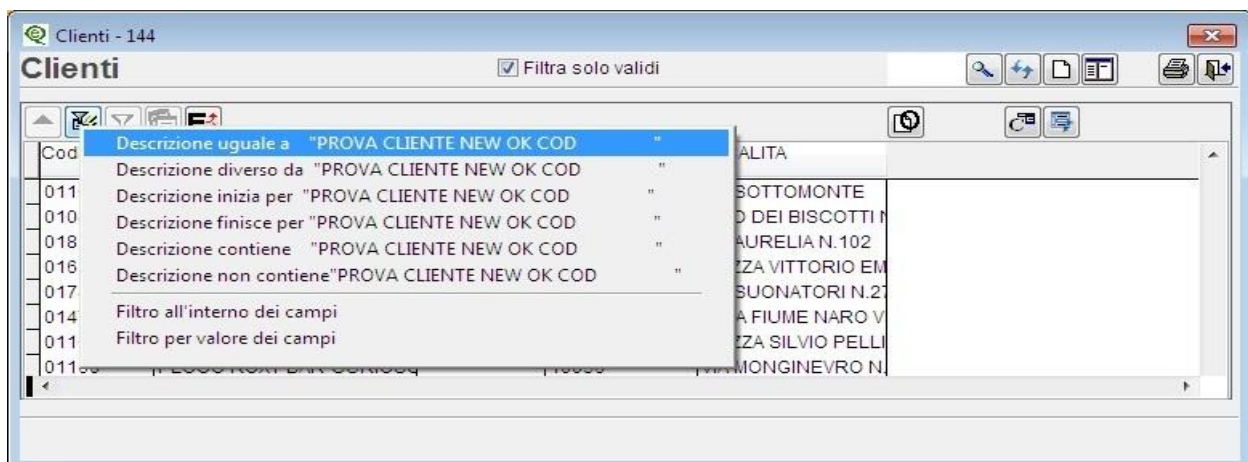 Clienti - 144
Clienti
Filtra solo validi
Cod
ALITA
Descrizione uguale a "PROVA CLIENTE NEW OK COD "
Descrizione diverso da "PROVA CLIENTE NEW OK COD "
Descrizione inizia per "PROVA CLIENTE NEW OK COD "
Descrizione finisce per "PROVA CLIENTE NEW OK COD "
Descrizione contiene "PROVA CLIENTE NEW OK COD "
Descrizione non contiene"PROVA CLIENTE NEW OK COD "
Filtro all'interno dei campi
Filtro per valore dei campi
011 SOTTOMONTE
010 DEI BISCOTTI
018 AURELIA N.102
016 ZZA VITTORIO EM
017 SUONATORI N.27
014 A FIUME NARO V
011 ZZA SILVIO PELLI
MONGINEVRO N.